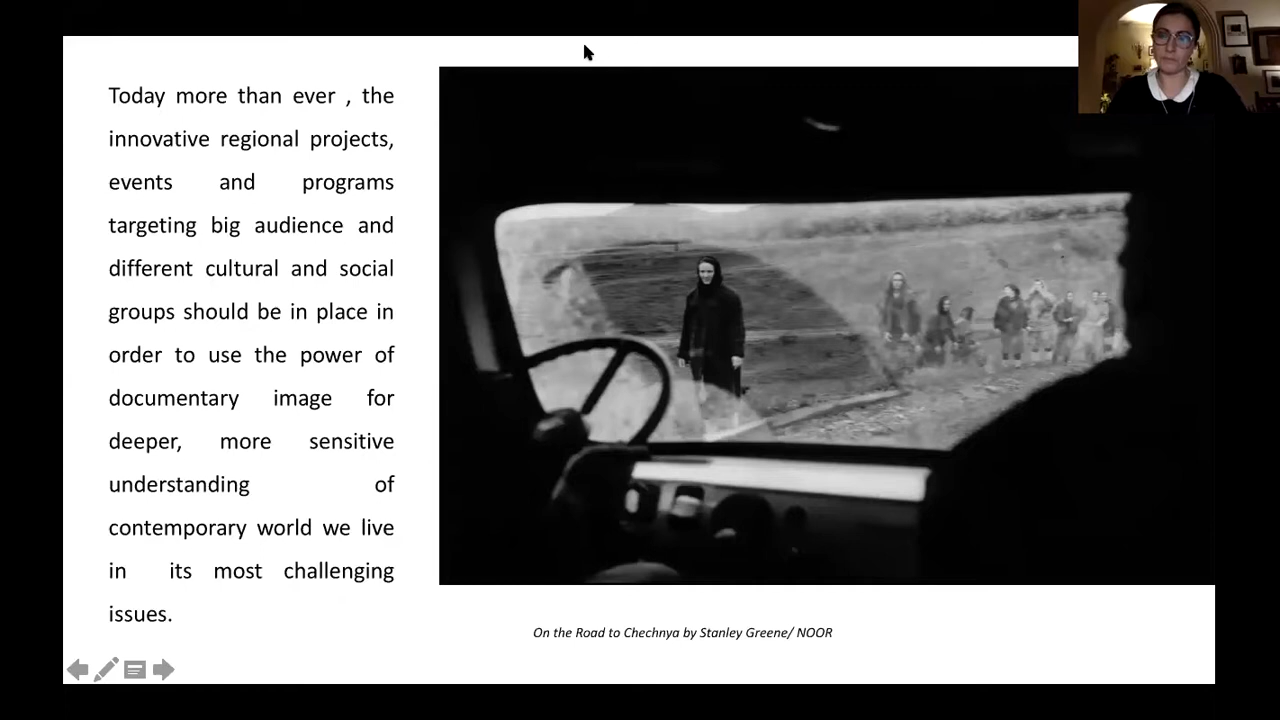 Today more than ever , the
innovative regional projects,
events and programs
targeting big audience and
different cultural and social
groups should be in place in
order to use the power of
documentary image for
deeper, more sensitive
understanding of
contemporary world we live
in its most challenging
issues.
On the Road to Chechnya by Stanley Greene/ NOOR